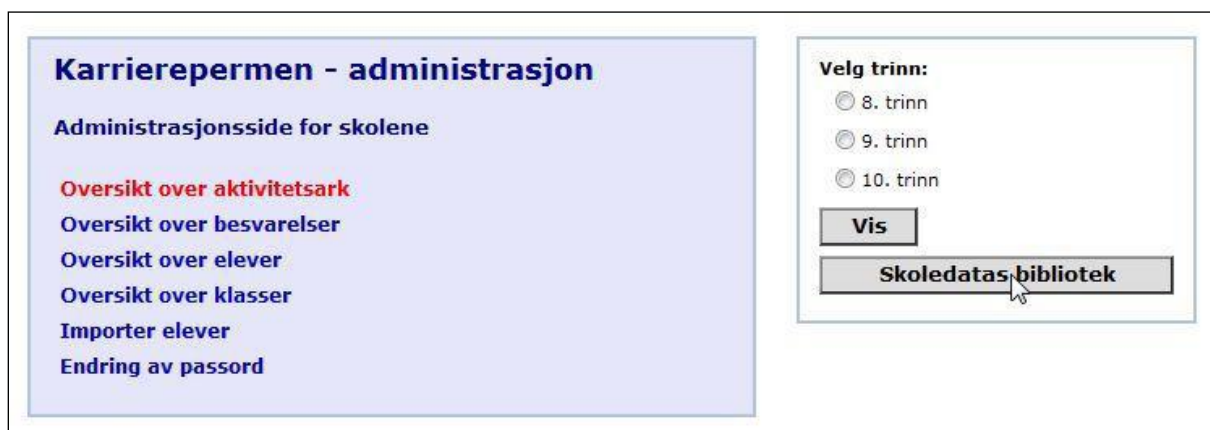 Karrierepermen - administrasjon
Administrasjonsside for skolene
Oversikt over aktivitetsark
Oversikt over besvarelser
Oversikt over elever
Oversikt over klasser
Importer elever
Endring av passord
Velg trinn:
8. trinn
9. trinn
10. trinn
Vis
Skoledatas bibliotek